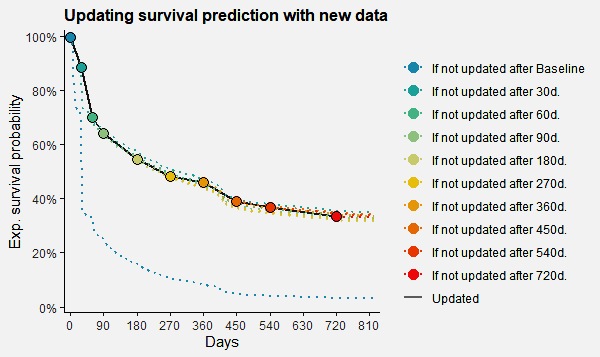 Updating survival prediction with new data
Exp. survival probability
100%
80%
60%
40%
20%
0%
0 90 180 270 360 450 540 630 720 810
Days
If not updated after Baseline
If not updated after 30d.
If not updated after 60d.
If not updated after 90d.
If not updated after 180d.
If not updated after 270d.
If not updated after 360d.
If not updated after 450d.
If not updated after 540d.
If not updated after 720d.
Updated